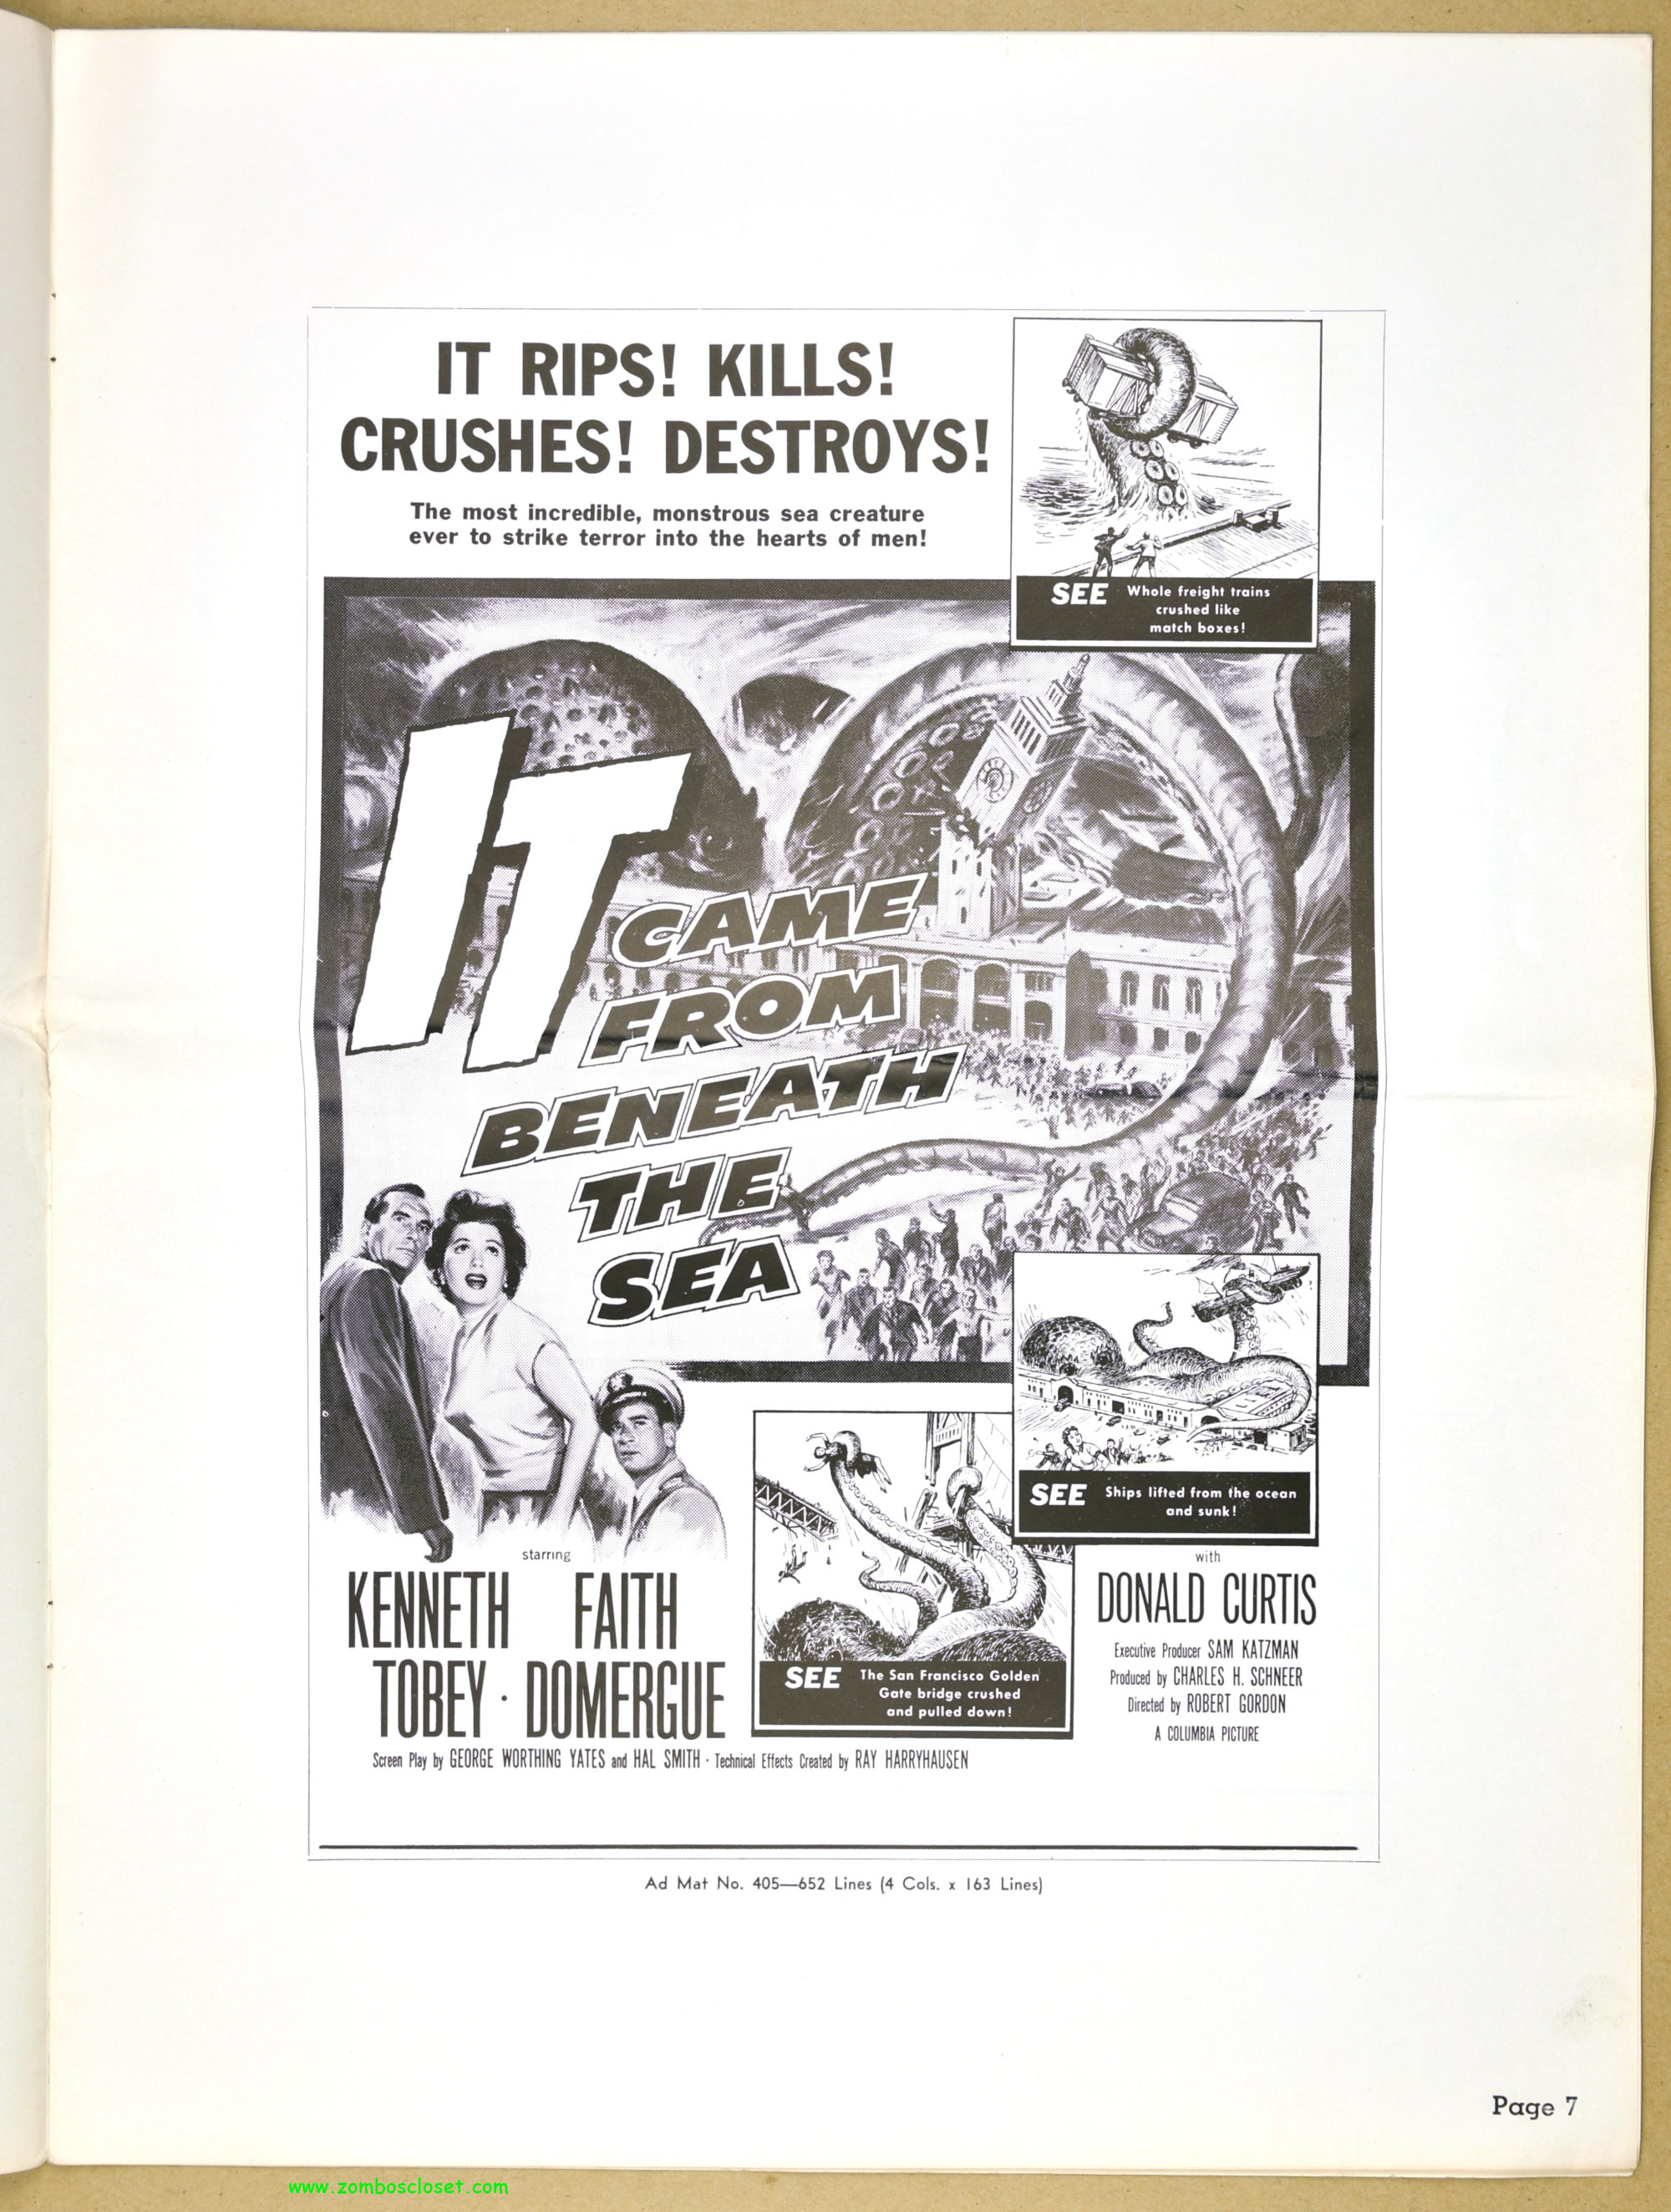 IT RIPS! KILLS!
CRUSHES! DESTROYS!
The most incredible, monstrous sea creature
ever to strike terror into the hearts of men!
SEE Whole freight trains
crushed like
match boxes!
IT
CAME
FROM
BENEATH
THE
SEA
SEE Ships lifted from the ocean
and sunk!
SEE The San Francisco Golden
Gate bridge crushed
and pulled down!
starring
KENNETH FAITH
TOBEY · DOMERGUE
with
DONALD CURTIS
Executive Producer SAM KATZMAN
Produced by CHARLES H. SCHNEER
Directed by ROBERT GORDON
A COLUMBIA PICTURE
Screen Play by GEORGE WORTHING YATES and HAL SMITH · Technical Effects Created by RAY HARRYHAUSEN
Ad Mat No. 405—652 Lines (4 Cols. x 163 Lines)
Page 7
www.zomboscloset.com